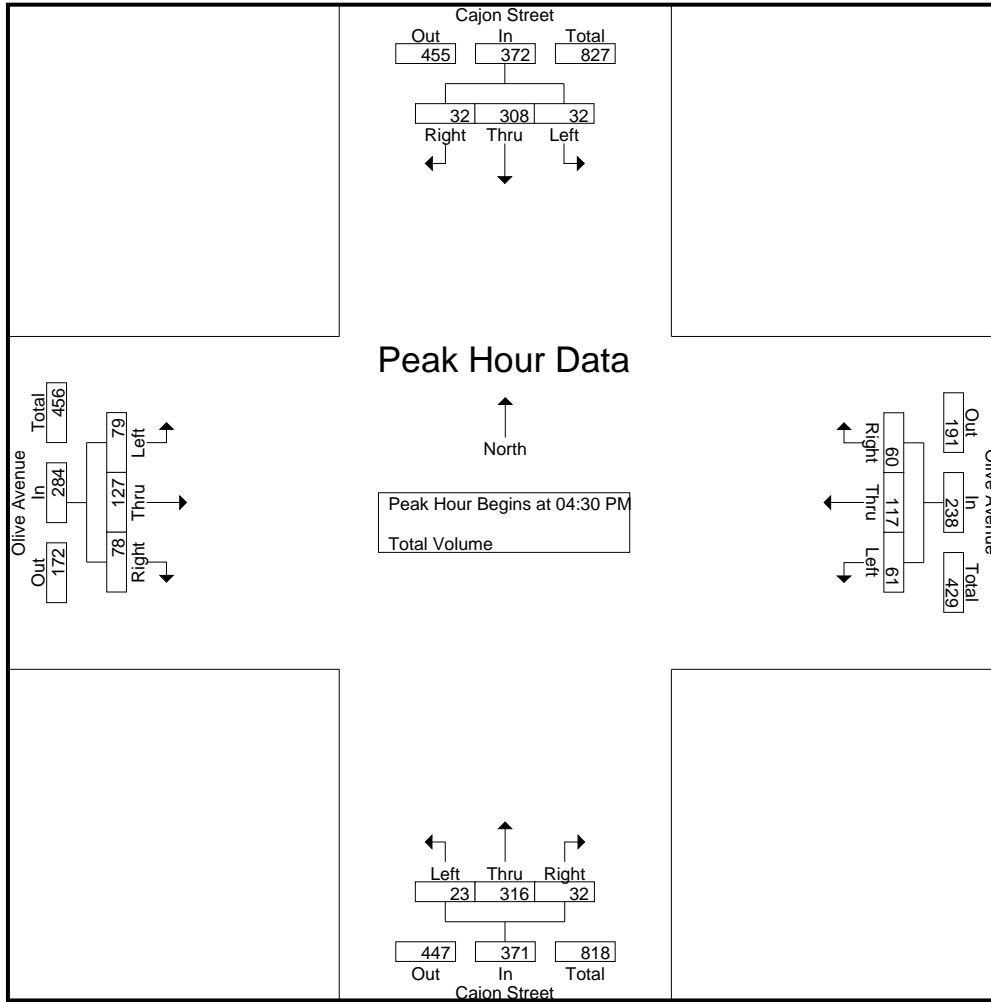 Cajon Street
Out In Total
455 372 827
32 308 32
Right Thru Left
Peak Hour Data
North
Peak Hour Begins at 04:30 PM
Total Volume
Olive Avenue
Out In Total
172 284 456
78 127 79
Right Thru Left
Olive Avenue
Out In Total
191 238 429
60 117 61
Right Thru Left
Left Thru Right
23 316 32
447 371 818
Out In Total
Cajon Street